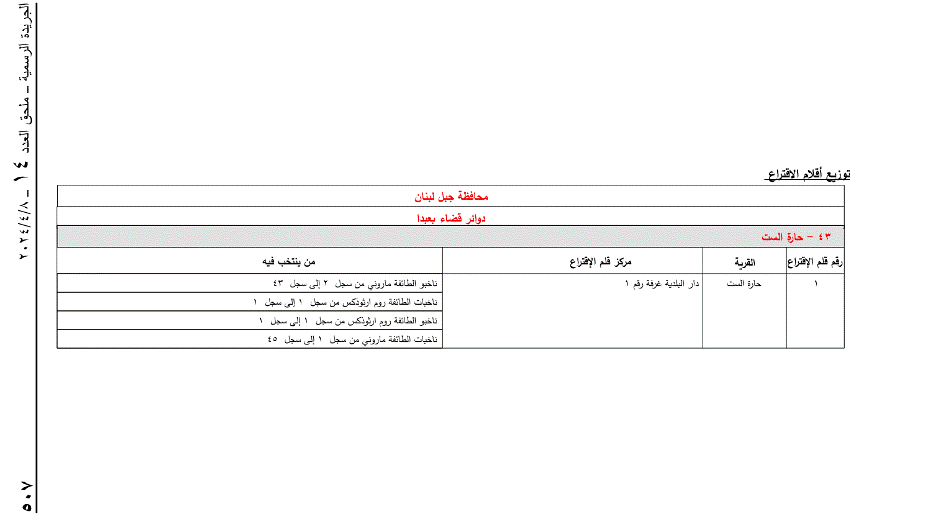 الجريدة الرسمية – ملحق العدد ١٤ – ٢٠٢٤/٤/٨
توزيع أقلام الاقتراع
محافظة جبل لبنان
دوائر قضاء بعبدا
٤٣ – حارة الست
رقم قلم الإقتراع القرية مركز قلم الإقتراع من ينتخب فيه
١ حارة الست دار البلدية غرفة رقم ١ ناخبو الطائفة ماروني من سجل ٢ إلى سجل ٤٣
ناخبات الطائفة روم ارثوذكس من سجل ١ إلى سجل ١
ناخبو الطائفة روم ارثوذكس من سجل ١ إلى سجل ١
ناخبات الطائفة ماروني من سجل ١ إلى سجل ٤٥
٥٠٧